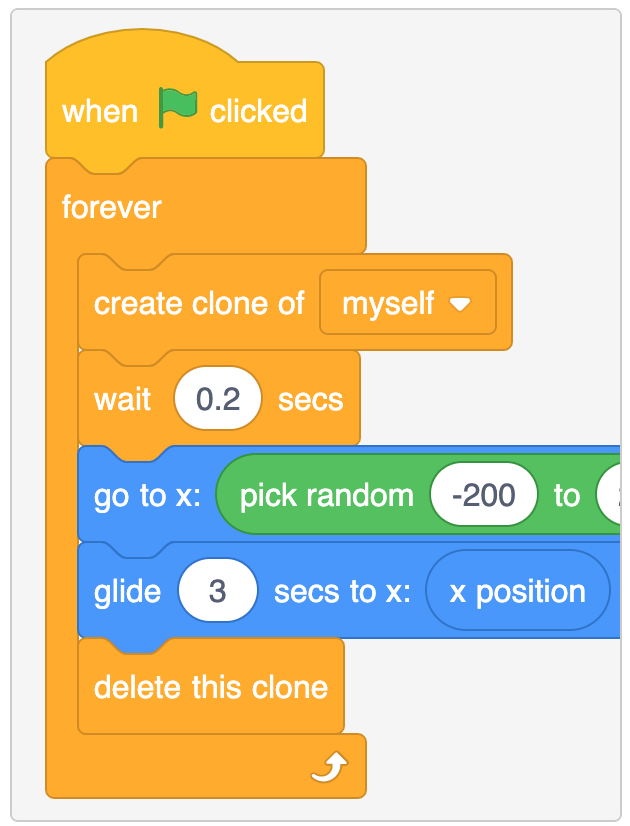 when clicked
forever
create clone of myself
wait 0.2 secs
go to x: pick random -200 to
glide 3 secs to x: x position
delete this clone